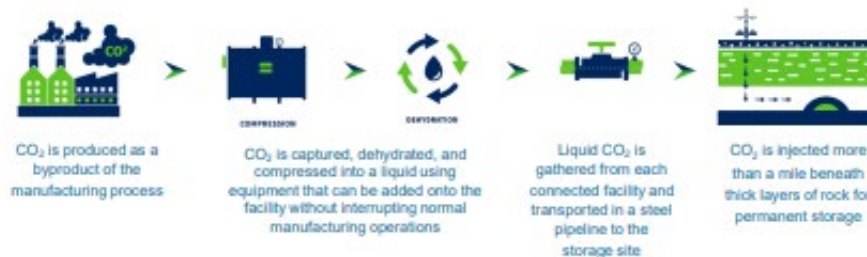 CO²
COMPRESSION
DEHYDRATION
CO₂ is produced as a
byproduct of the
manufacturing process
CO₂ is captured, dehydrated, and
compressed into a liquid using
equipment that can be added onto the
facility without interrupting normal
manufacturing operations
Liquid CO₂ is
gathered from each
connected facility and
transported in a steel
pipeline to the
storage site
CO₂ is injected more
than a mile beneath
thick layers of rock fo
permanent storage